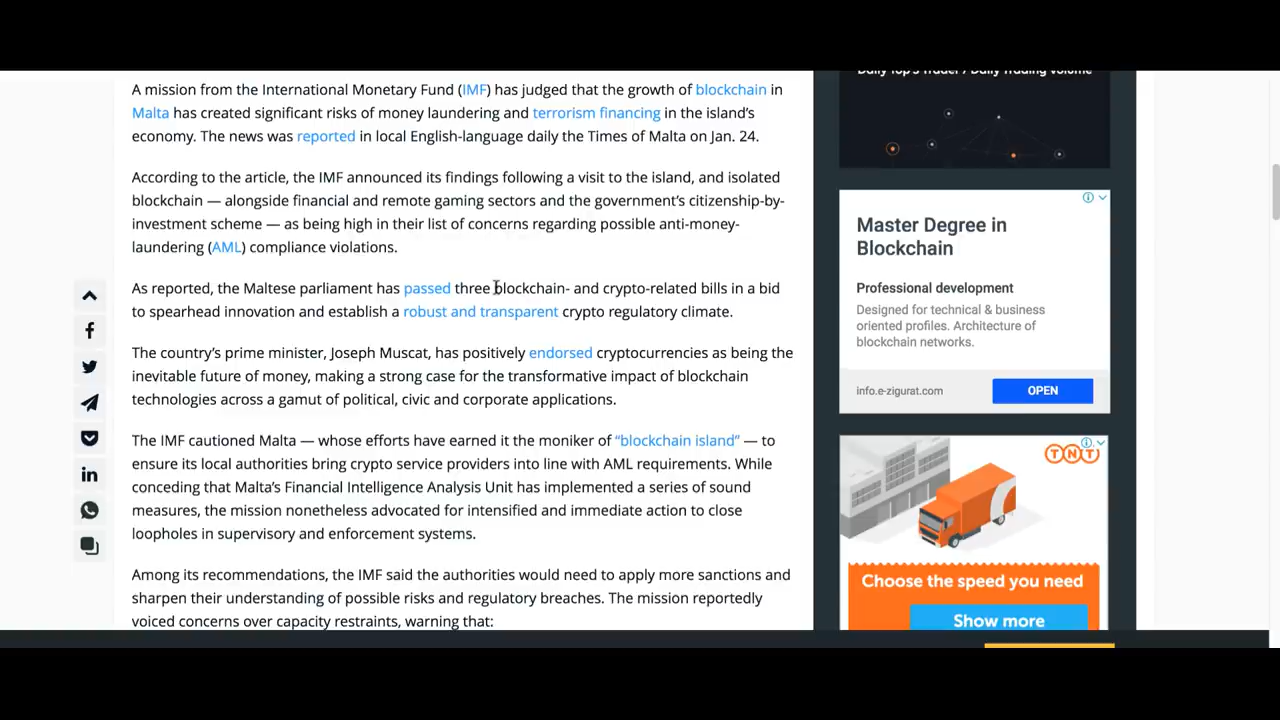 Daily Top 5 Trader / Daily Trading Volume
A mission from the International Monetary Fund (IMF) has judged that the growth of blockchain in
Malta has created significant risks of money laundering and terrorism financing in the island's
economy. The news was reported in local English-language daily the Times of Malta on Jan. 24.
According to the article, the IMF announced its findings following a visit to the island, and isolated
blockchain — alongside financial and remote gaming sectors and the government's citizenship-by-
investment scheme — as being high in their list of concerns regarding possible anti-money-
laundering (AML) compliance violations.
As reported, the Maltese parliament has passed three blockchain- and crypto-related bills in a bid
to spearhead innovation and establish a robust and transparent crypto regulatory climate.
The country's prime minister, Joseph Muscat, has positively endorsed cryptocurrencies as being the
inevitable future of money, making a strong case for the transformative impact of blockchain
technologies across a gamut of political, civic and corporate applications.
The IMF cautioned Malta — whose efforts have earned it the moniker of “blockchain island” — to
ensure its local authorities bring crypto service providers into line with AML requirements. While
conceding that Malta's Financial Intelligence Analysis Unit has implemented a series of sound
measures, the mission nonetheless advocated for intensified and immediate action to close
loopholes in supervisory and enforcement systems.
Among its recommendations, the IMF said the authorities would need to apply more sanctions and
sharpen their understanding of possible risks and regulatory breaches. The mission reportedly
voiced concerns over capacity restraints, warning that:
Master Degree in
Blockchain
Professional development
Designed for technical & business
oriented profiles. Architecture of
blockchain networks.
info.e-zigurat.com
OPEN
TNT
Choose the speed you need
Show more